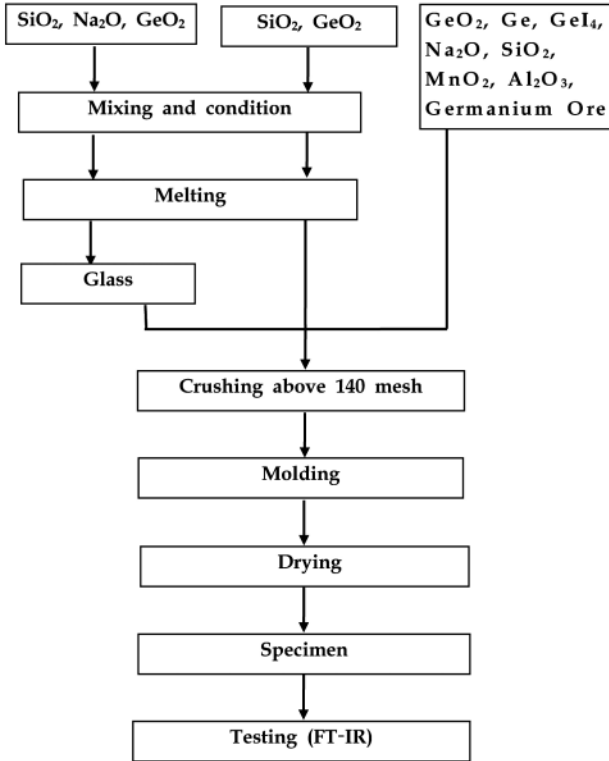 SiO₂, Na₂O, GeO₂
SiO₂, GeO₂
GeO₂, Ge, GeI₄,
Na₂O, SiO₂,
MnO₂, Al₂O₃,
Germanium Ore
Mixing and condition
Melting
Glass
Crushing above 140 mesh
Molding
Drying
Specimen
Testing (FT-IR)